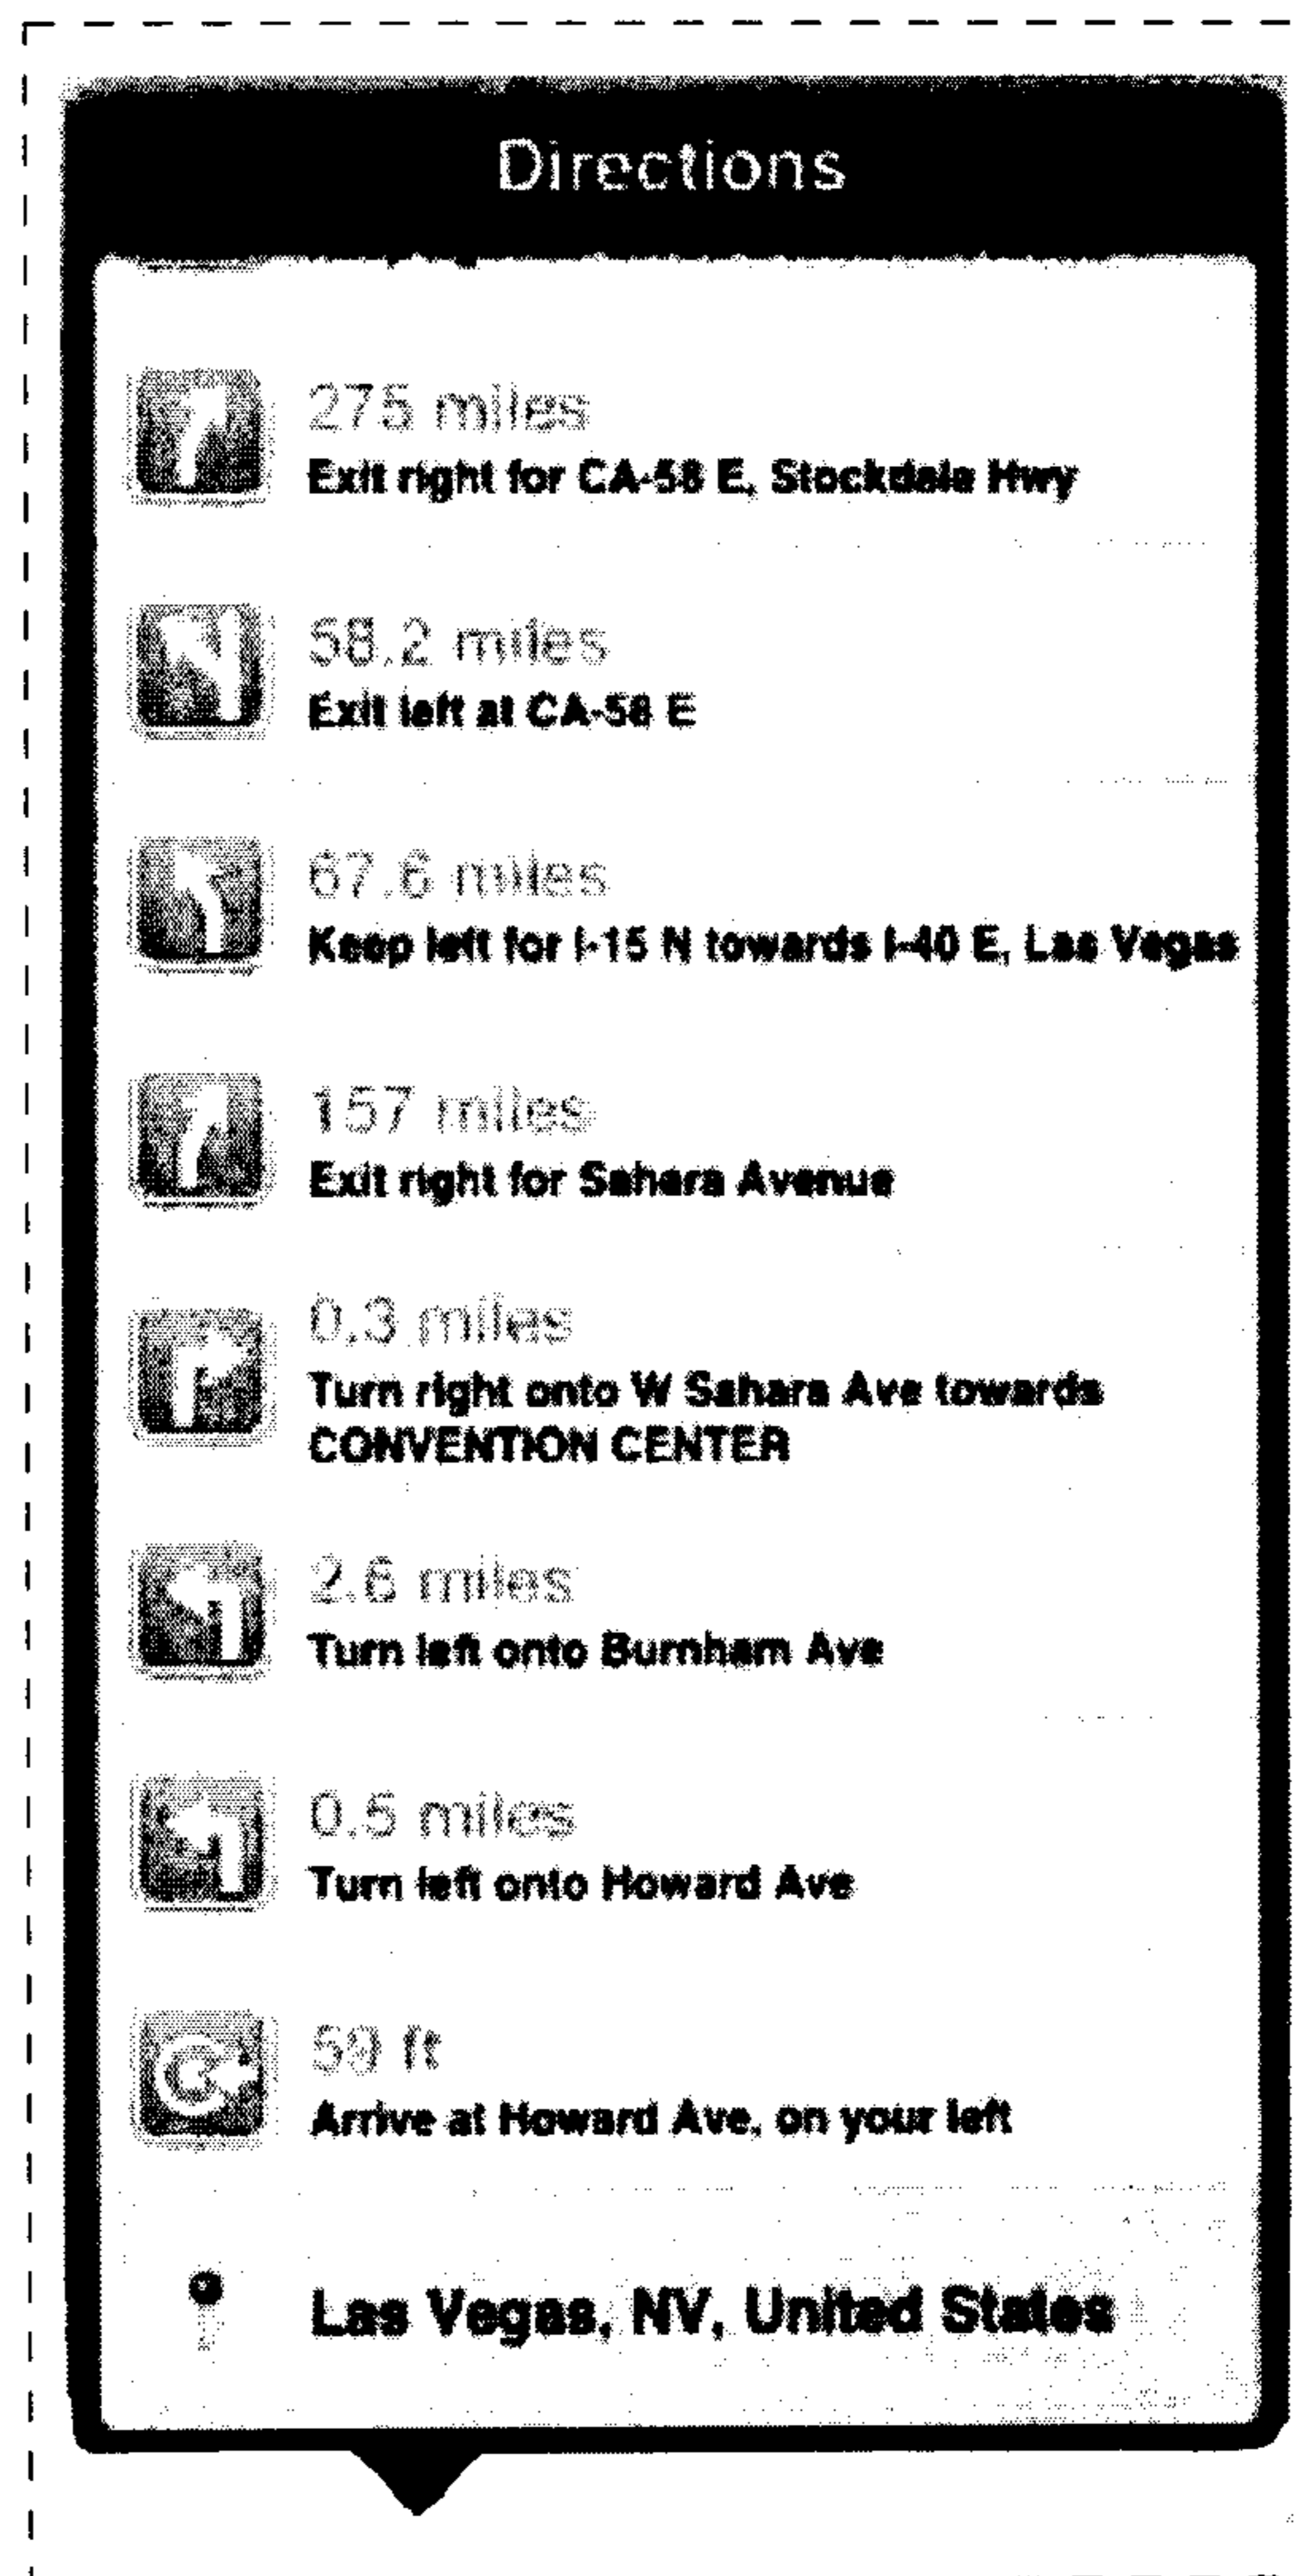 Directions
275 miles
Exit right for CA-58 E, Stockdale Hwy
58.2 miles
Exit left at CA-58 E
67.6 miles
Keep left for I-15 N towards I-40 E, Las Vegas
157 miles
Exit right for Sahara Avenue
0.3 miles
Turn right onto W Sahara Ave towards
CONVENTION CENTER
2.6 miles
Turn left onto Burnham Ave
0.5 miles
Turn left onto Howard Ave
59 ft
Arrive at Howard Ave, on your left
Las Vegas, NV, United States